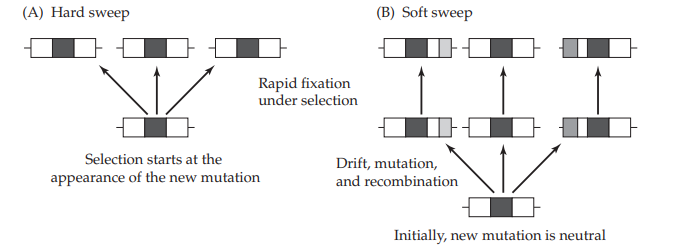 (A) Hard sweep
Rapid fixation
under selection
Selection starts at the
appearance of the new mutation
(B) Soft sweep
Drift, mutation,
and recombination
Initially, new mutation is neutral